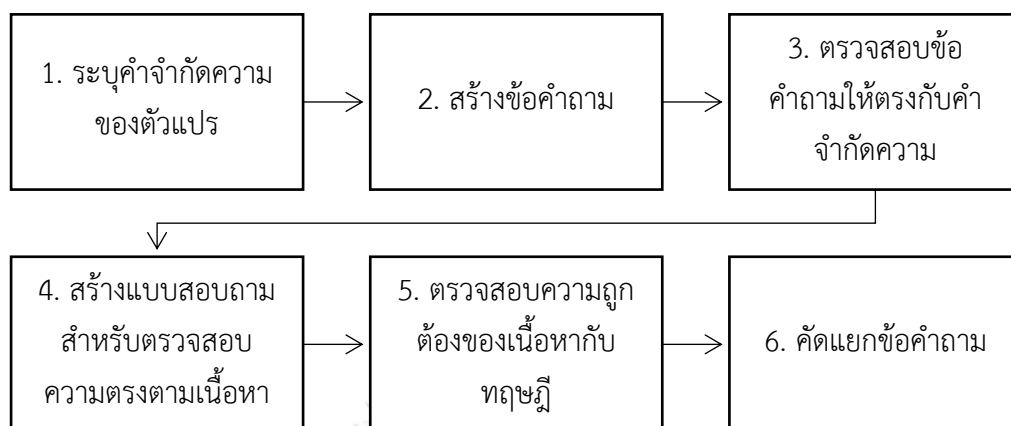 1. ระบุคำจำกัดความ
ของตัวแปร
2. สร้างข้อคำถาม
3. ตรวจสอบข้อ
คำถามให้ตรงกับคำ
จำกัดความ
4. สร้างแบบสอบถาม
สำหรับตรวจสอบ
ความตรงตามเนื้อหา
5. ตรวจสอบความถูก
ต้องของเนื้อหากับ
ทฤษฎี
6. คัดแยกข้อคำถาม